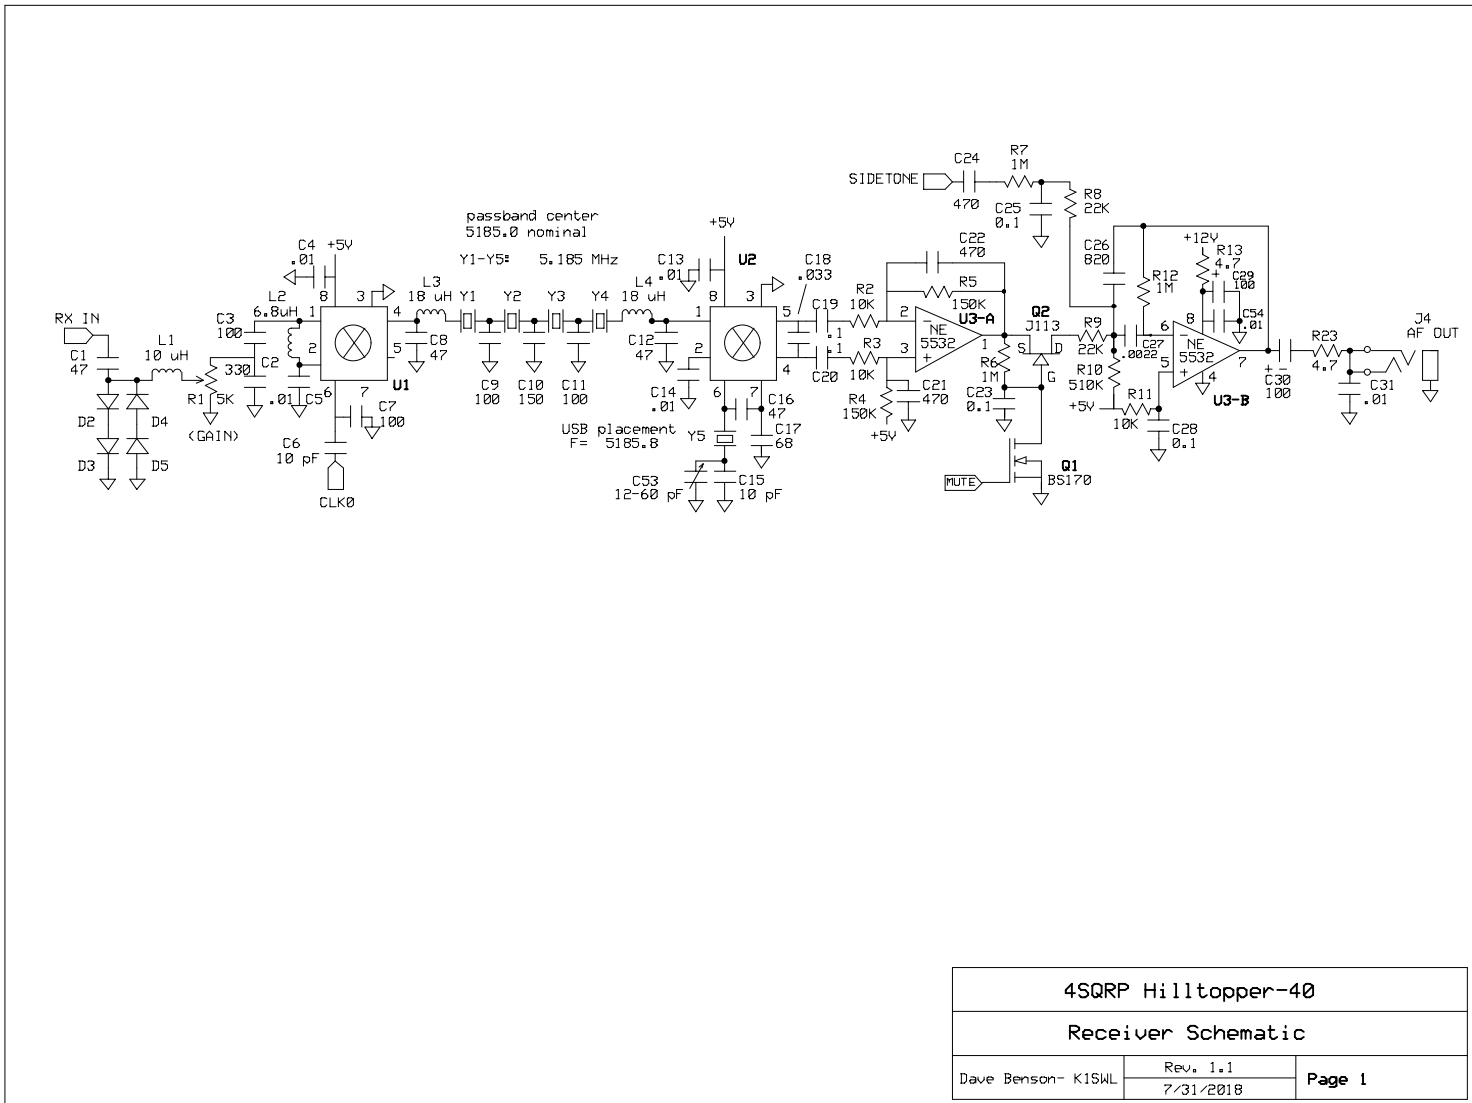 RX IN
C1
47
L1
10 uH
D2
D3
D4
D5
R1
5K
(GAIN)
C3
100
C2
330
L2
6.8uH
C4
.01
+5V
8
3
1
2
4
5
6
7
U1
.01
C5
C7
100
C6
10 pF
CLK0
L3
18 uH
C8
47
passband center
5185.0 nominal
Y1-Y5: 5.185 MHz
Y1
Y2
Y3
Y4
C9
100
C10
150
C11
100
L4
18 uH
C12
47
C13
.01
+5V
U2
8
3
1
2
5
4
6
7
C14
.01
USB placement
F= 5185.8
Y5
C16
47
C17
68
C53
12-60 pF
C15
10 pF
C18
.033
C19
.1
.1
C20
R2
10K
R3
10K
R4
150K
+5V
C21
470
C22
470
R5
150K
2
3
1
−
+
NE
5532
U3-A
R6
1M
C23
0.1
Q2
J113
S
D
G
MUTE
Q1
BS170
SIDETONE
C24
470
R7
1M
C25
0.1
R8
22K
R9
22K
C26
820
R10
510K
C27
.0022
R12
1M
+5V
R11
10K
C28
0.1
+12V
R13
4.7
+
C29
100
C54
.01
6
5
8
4
7
−
+
NE
5532
U3-B
+ −
C30
100
R23
4.7
C31
.01
J4
AF OUT
4SQRP Hilltopper-40
Receiver Schematic
Dave Benson- K1SWL
Rev. 1.1
7/31/2018
Page 1